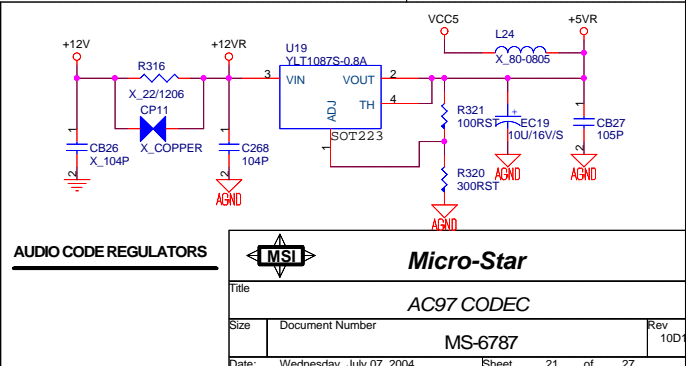 VCC5
+5VR
+12V
+12VR
L24
X_80-0805
R316
X_22/1206
CP11
X_COPPER
U19
YLT1087S-0.8A
3
VIN
VOUT
2
TH
4
ADJ
SOT223
1
R321
100RST
+
EC19
10U/16V/S
1
CB27
105P
2
1
CB26
X_104P
2
1
C268
104P
2
R320
300RST
AGND
AGND
AGND
AGND
AUDIO CODE REGULATORS
MSI
Micro-Star
Title
AC97 CODEC
Size
Document Number
Rev
MS-6787
10D1
Date:
Wednesday, July 07, 2004
Sheet
21
of
27